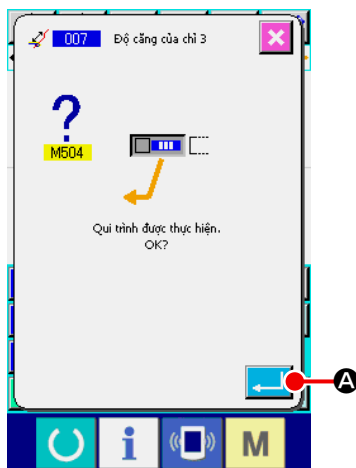 007 Độ căng của chỉ 3
?
M504
Qui trình được thực hiện.
OK?
A
i
M